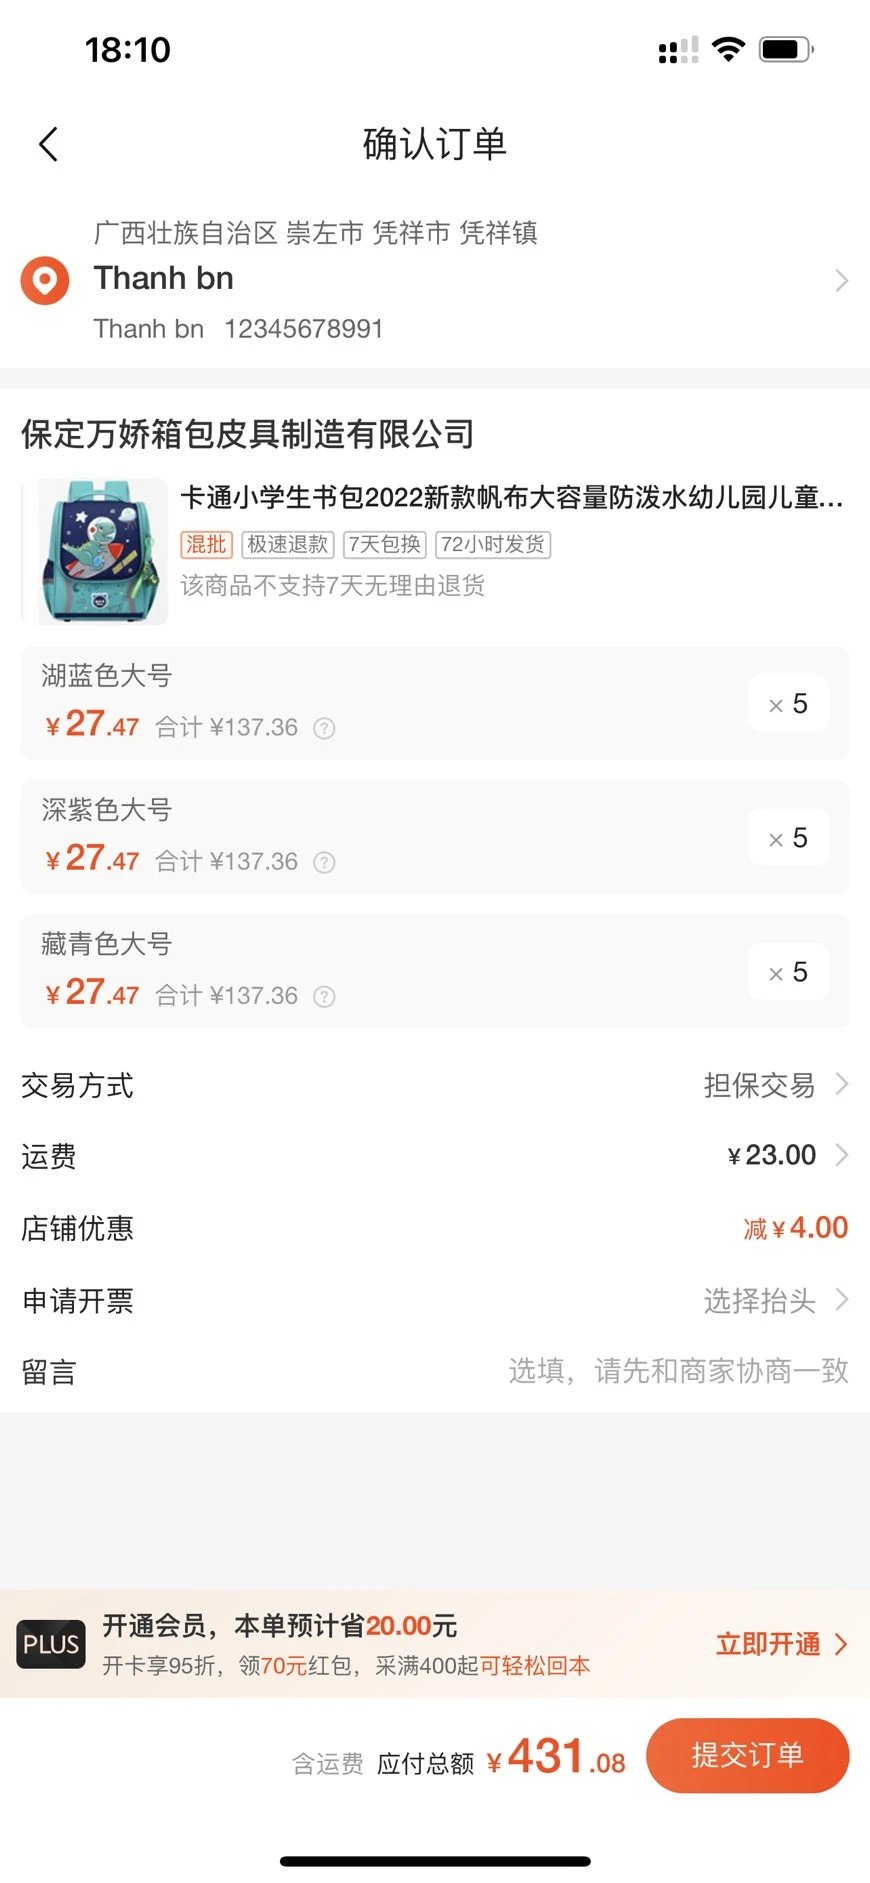 18:10
确认订单
广西壮族自治区 崇左市 凭祥市 凭祥镇
Thanh bn
Thanh bn 12345678991
保定万娇箱包皮具制造有限公司
卡通小学生书包2022新款帆布大容量防泼水幼儿园儿童...
混批 极速退款 7天包换 72小时发货
该商品不支持7天无理由退货
湖蓝色大号
¥27.47 合计 ¥137.36 ?
× 5
深紫色大号
¥27.47 合计 ¥137.36 ?
× 5
藏青色大号
¥27.47 合计 ¥137.36 ?
× 5
交易方式 担保交易
运费 ¥23.00
店铺优惠 减¥4.00
申请开票 选择抬头
留言 选填，请先和商家协商一致
PLUS
开通会员，本单预计省20.00元
开卡享95折，领70元红包，采满400起可轻松回本
立即开通
含运费 应付总额 ¥431.08
提交订单